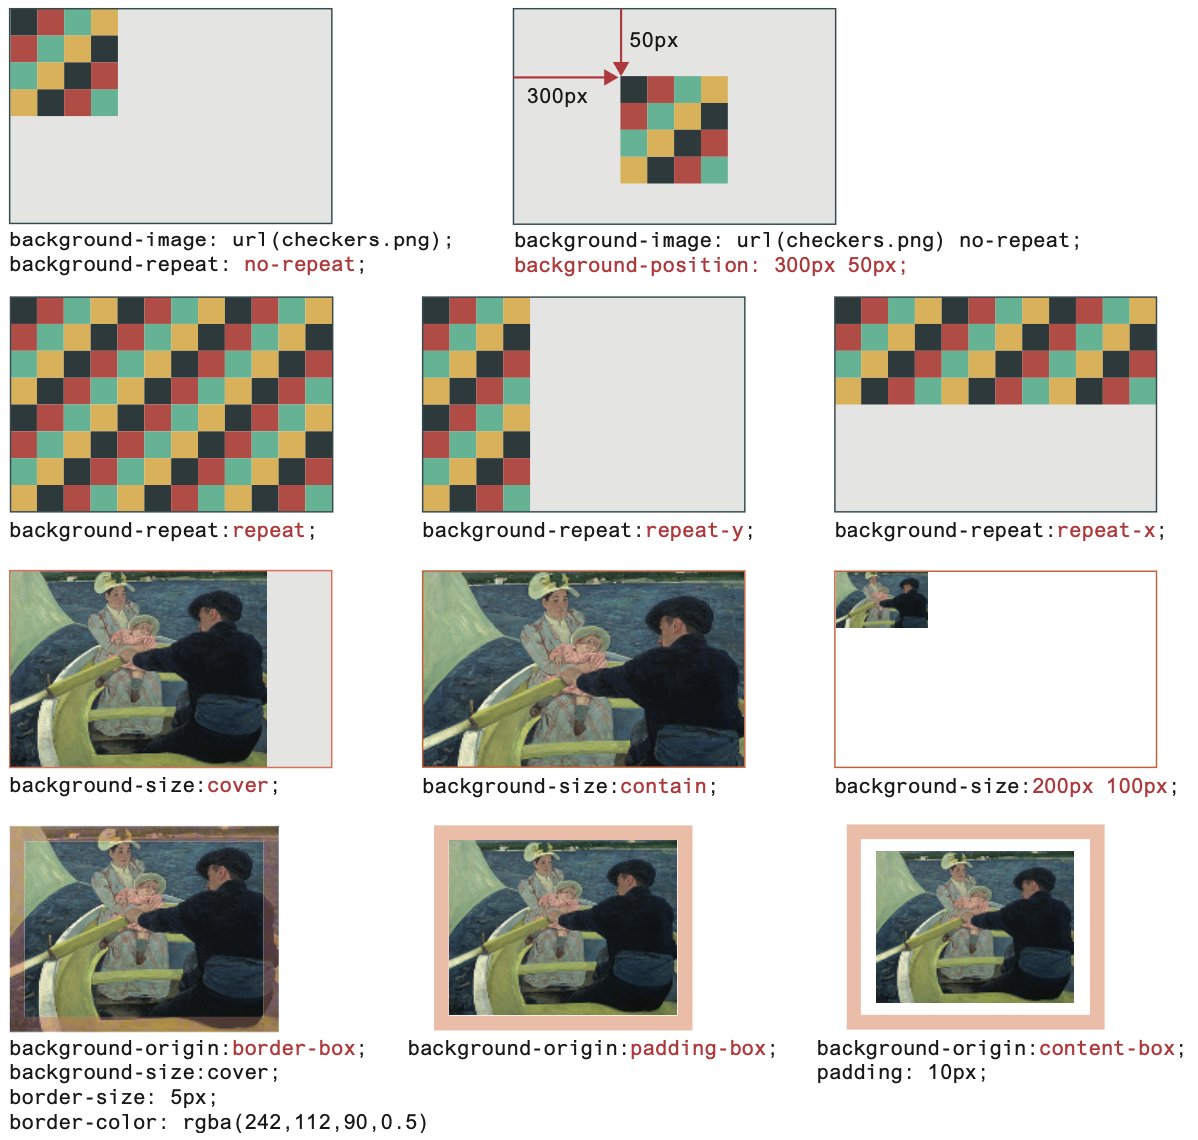 50px
300px
background-image: url(checkers.png);
background-repeat: no-repeat;
background-image: url(checkers.png) no-repeat;
background-position: 300px 50px;
background-repeat:repeat;
background-repeat:repeat-y;
background-repeat:repeat-x;
background-size:cover;
background-size:contain;
background-size:200px 100px;
background-origin:border-box;
background-size:cover;
border-size: 5px;
border-color: rgba(242,112,90,0.5)
background-origin:padding-box;
background-origin:content-box;
padding: 10px;